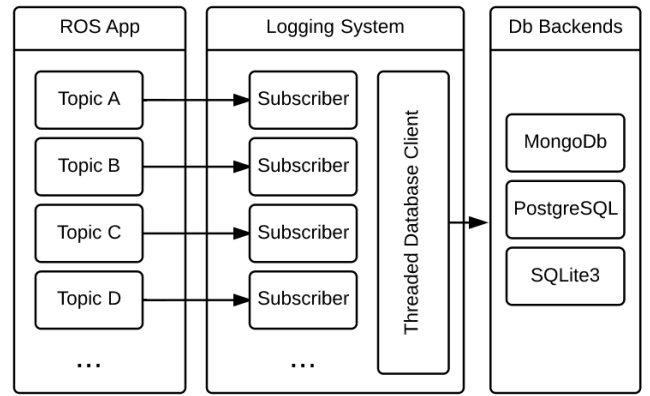 ROS App
Topic A
Topic B
Topic C
Topic D
...
Logging System
Subscriber
Subscriber
Subscriber
Subscriber
...
Threaded Database Client
Db Backends
MongoDb
PostgreSQL
SQLite3